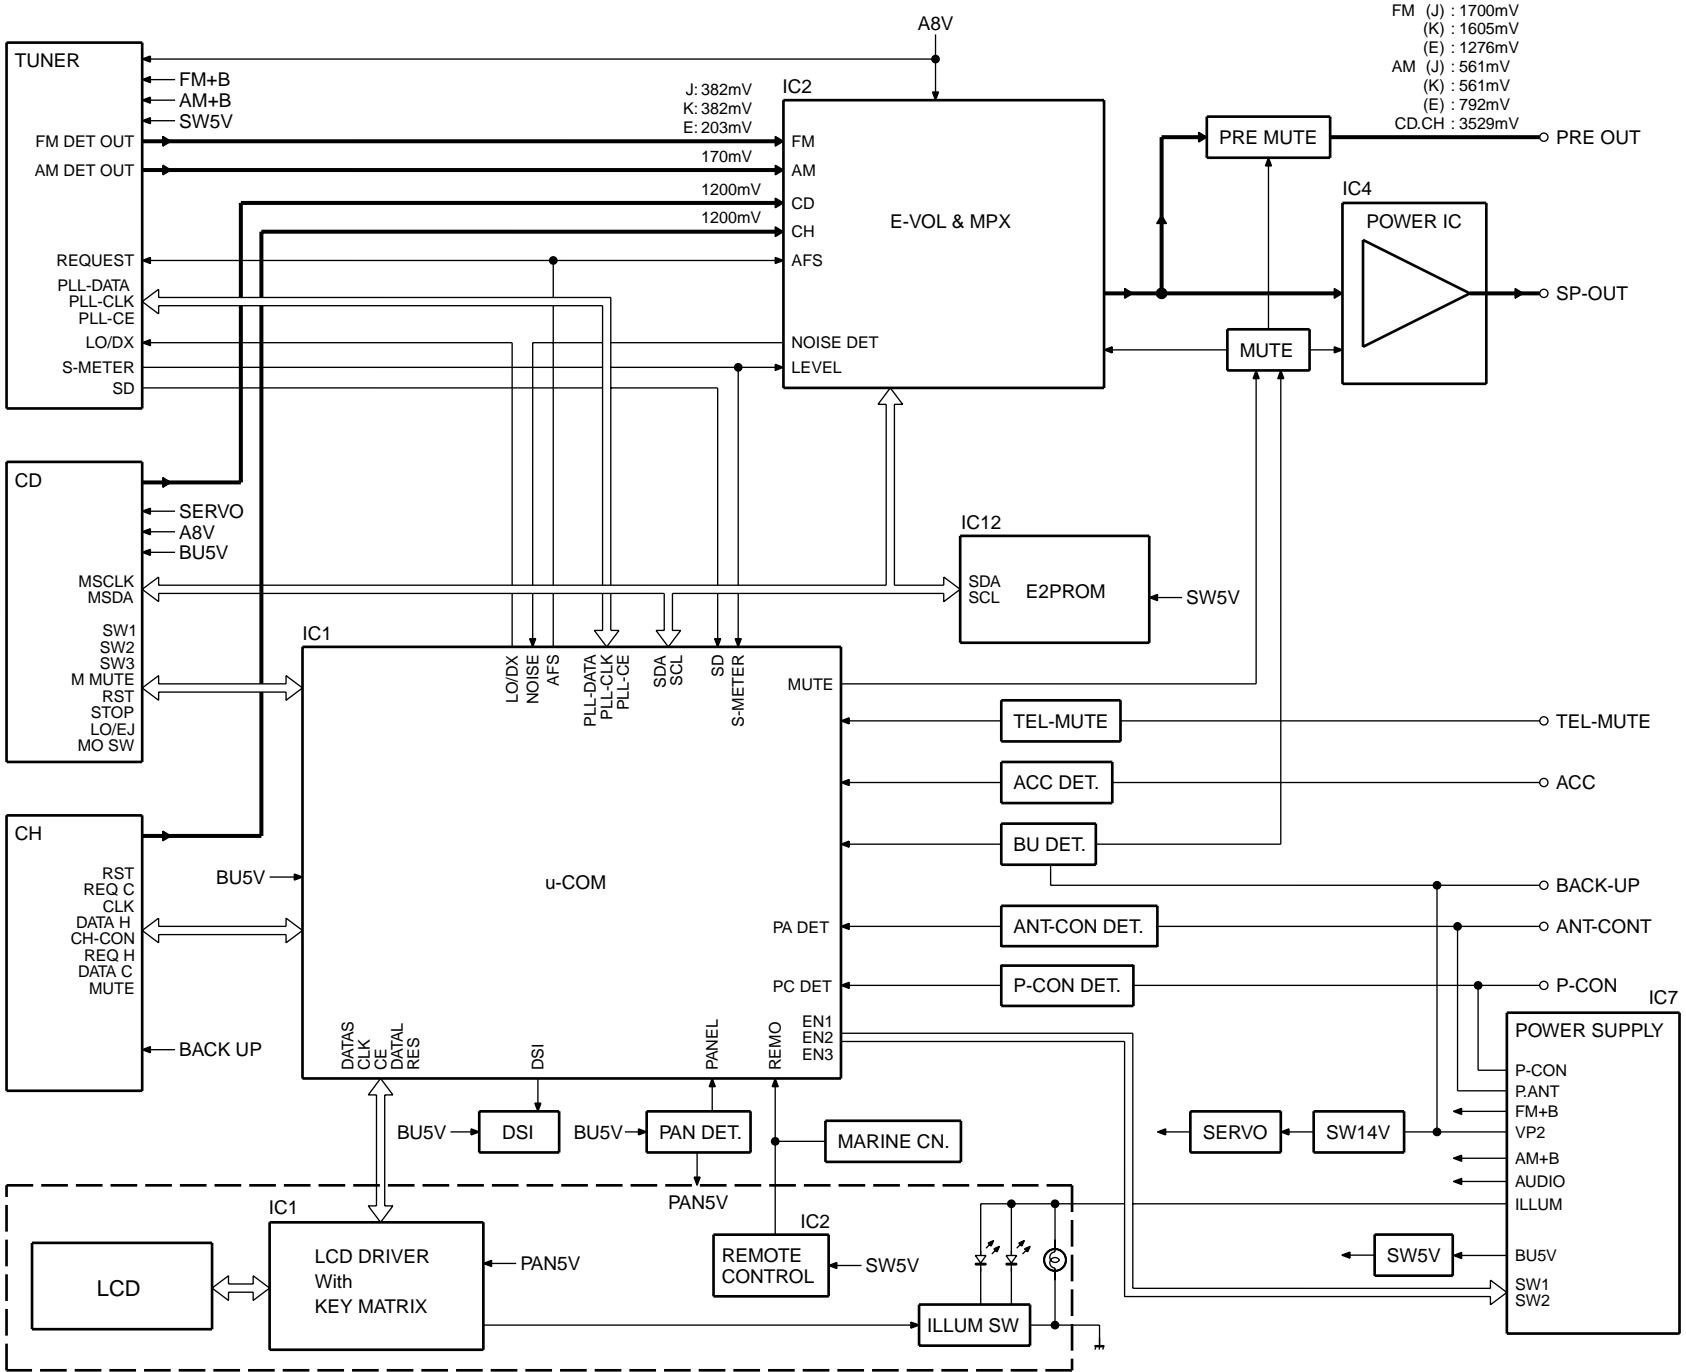 FM (J) : 1700mV
(K) : 1605mV
(E) : 1276mV
AM (J) : 561mV
(K) : 561mV
(E) : 792mV
CD.CH : 3529mV
A8V
TUNER
FM+B
AM+B
SW5V
FM DET OUT
AM DET OUT
REQUEST
PLL-DATA
PLL-CLK
PLL-CE
LO/DX
S-METER
SD
J: 382mV
K: 382mV
E: 203mV
170mV
1200mV
1200mV
IC2
FM
AM
CD
CH
AFS
NOISE DET
LEVEL
E-VOL & MPX
PRE MUTE
PRE OUT
IC4
POWER IC
SP-OUT
MUTE
CD
SERVO
A8V
BU5V
MSCLK
MSDA
SW1
SW2
SW3
M MUTE
RST
STOP
LO/EJ
MO SW
IC12
SDA
SCL
E2PROM
SW5V
IC1
LO/DX
NOISE
AFS
PLL-DATA
PLL-CLK
PLL-CE
SDA
SCL
SD
S-METER
MUTE
TEL-MUTE
TEL-MUTE
ACC DET.
ACC
BU DET.
BACK-UP
CH
RST
REQ C
CLK
DATA H
CH-CON
REQ H
DATA C
MUTE
BACK UP
BU5V
u-COM
PA DET
ANT-CON DET.
ANT-CONT
PC DET
P-CON DET.
P-CON
EN1
EN2
EN3
DATAS
CLK
CE
DATAL
RES
DSI
PANEL
REMO
IC7
POWER SUPPLY
P-CON
P.ANT
FM+B
VP2
AM+B
AUDIO
ILLUM
BU5V
SW1
SW2
BU5V
DSI
BU5V
PAN DET.
PAN5V
MARINE CN.
SERVO
SW14V
SW5V
LCD
IC1
LCD DRIVER
With
KEY MATRIX
PAN5V
IC2
REMOTE
CONTROL
SW5V
ILLUM SW